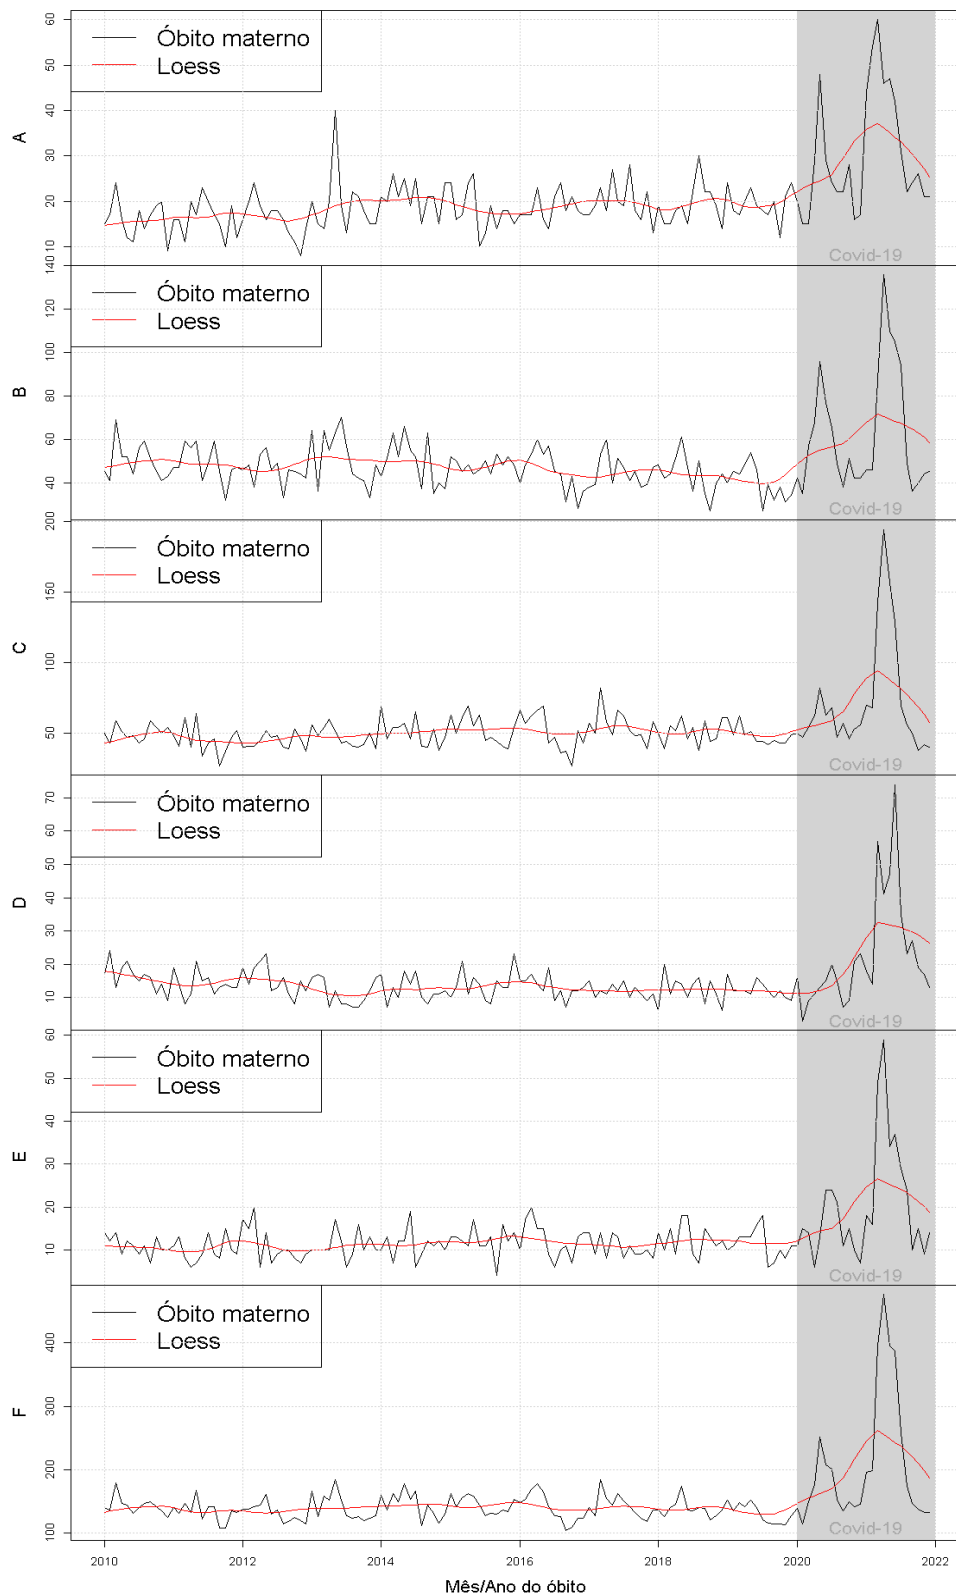 Óbito materno
Loess
A
10 20 30 40 50 60
Covid-19
Óbito materno
Loess
B
40 60 80 100 120 140
Covid-19
Óbito materno
Loess
C
50 100 150 200
200
Covid-19
Óbito materno
Loess
D
10 20 30 40 50 60 70
Covid-19
Óbito materno
Loess
E
10 20 30 40 50 60
Covid-19
Óbito materno
Loess
F
100 200 300 400
Covid-19
2010 2012 2014 2016 2018 2020 2022
Mês/Ano do óbito